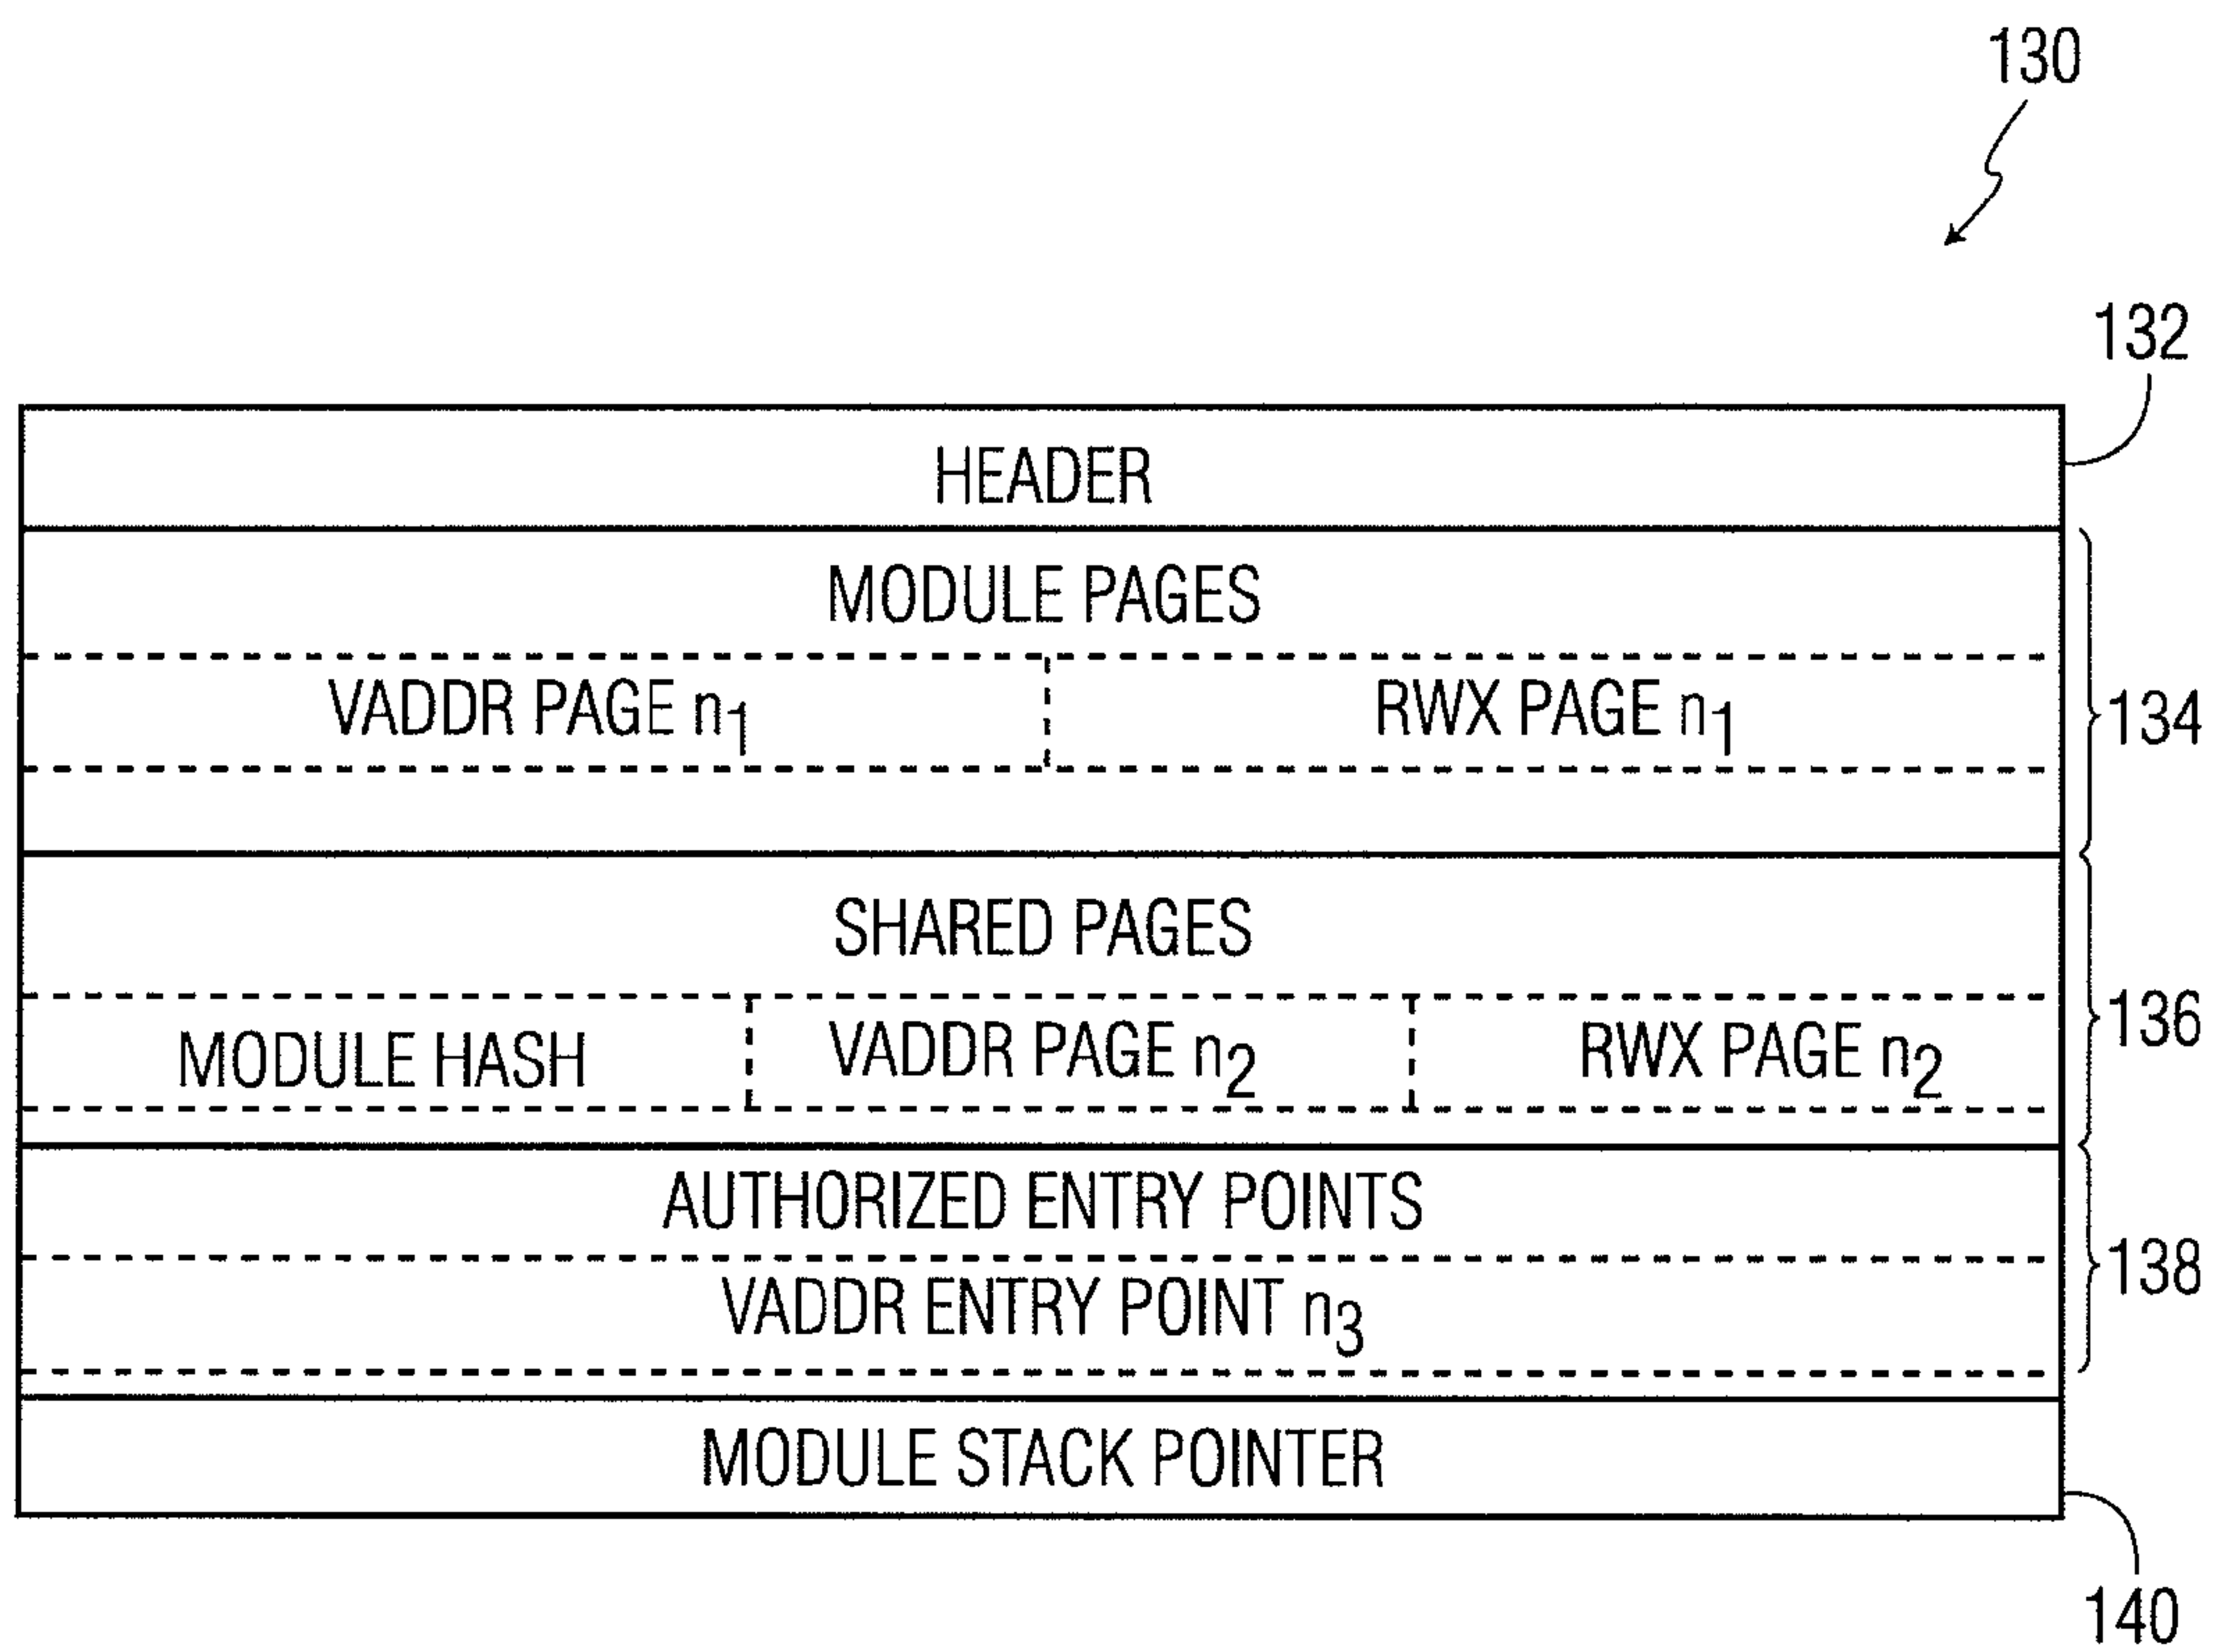 130
132
HEADER
MODULE PAGES
VADDR PAGE n₁ RWX PAGE n₁
134
SHARED PAGES
MODULE HASH VADDR PAGE n₂ RWX PAGE n₂
136
AUTHORIZED ENTRY POINTS
VADDR ENTRY POINT n₃
138
MODULE STACK POINTER
140